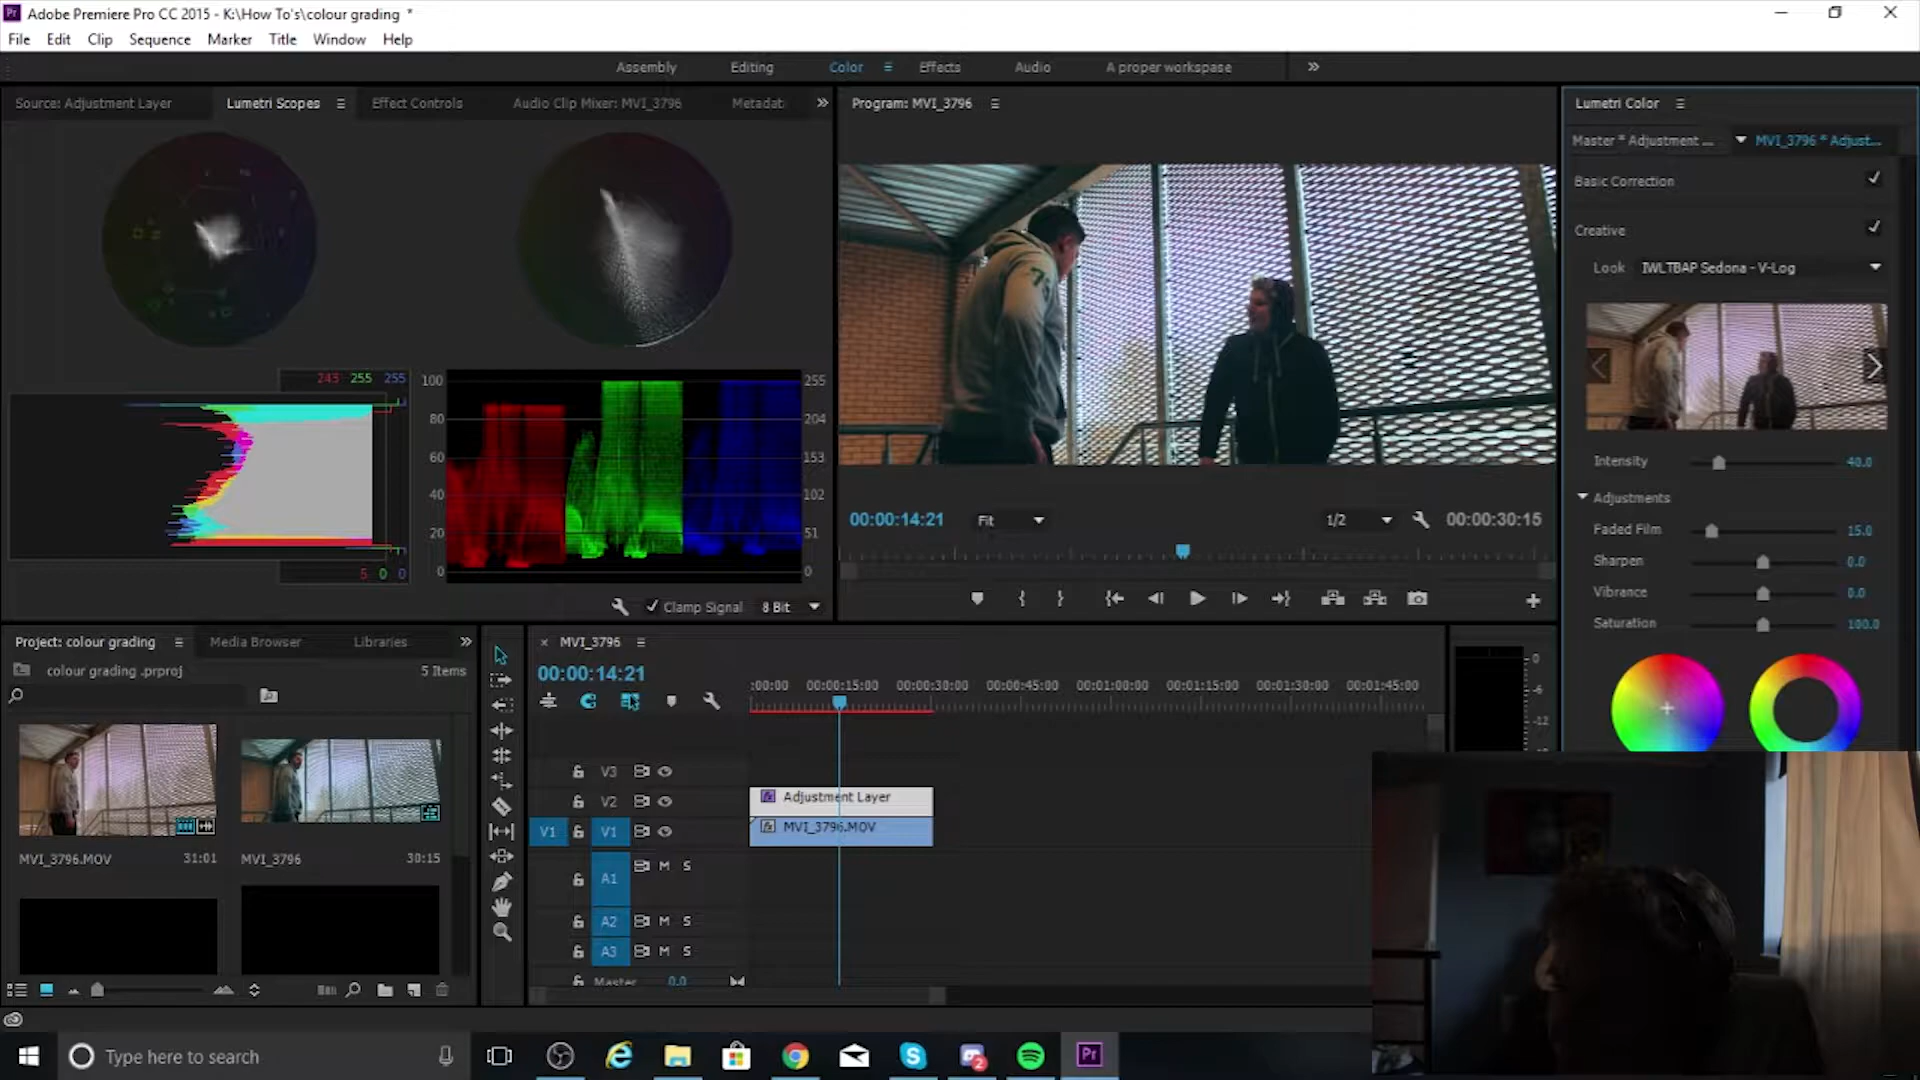 Pr Adobe Premiere Pro CC 2015 - K:\How To's\colour grading *
File Edit Clip Sequence Marker Title Window Help
Assembly Editing Color Effects Audio A proper workspace
Source: Adjustment Layer Lumetri Scopes Effect Controls Audio Clip Mixer: MVI_3796 Metadat
Program: MVI_3796
Lumetri Color
Master * Adjustment ... MVI_3796 * Adjust...
Basic Correction
Creative
Look IWLTBAP Sedona - V-Log
243 255 255
100 255
80 204
60 153
40 102
20 51
0 0
5 0 0
Clamp Signal 8 Bit
00:00:14:21 Fit 1/2 00:00:30:15
Intensity 40.0
Adjustments
Faded Film 15.0
Sharpen 0.0
Vibrance 0.0
Saturation 100.0
Project: colour grading Media Browser Libraries
colour grading .prproj 5 Items
MVI_3796.MOV 31:01
MVI_3796 30:15
MVI_3796
00:00:14:21
:00:00 00:00:15:00 00:00:30:00 00:00:45:00 00:01:00:00 00:01:15:00 00:01:30:00 00:01:45:00
V3
V2 Adjustment Layer
V1 V1 MVI_3796.MOV
A1 M S
A2 M S
A3 M S
Master 0.0
0
-6
-12
Type here to search
2
Pr